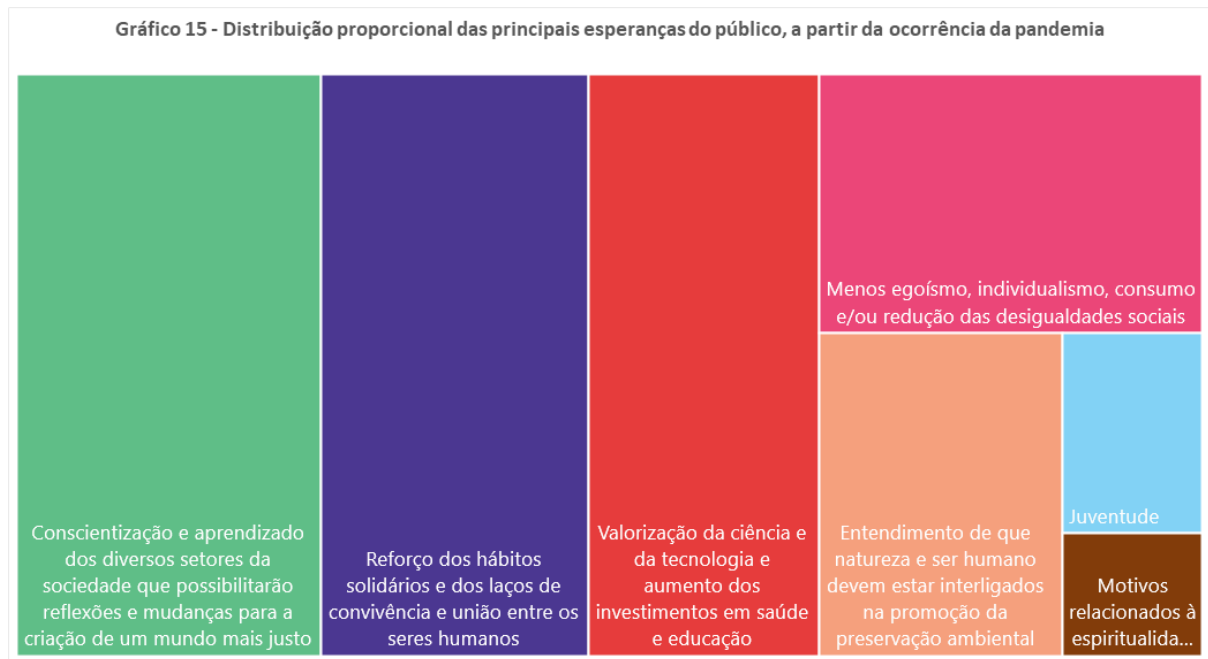 Gráfico 15 - Distribuição proporcional das principais esperanças do público, a partir da ocorrência da pandemia
Conscientização e aprendizado
dos diversos setores da
sociedade que possibilitarão
reflexões e mudanças para a
criação de um mundo mais justo
Reforço dos hábitos
solidários e dos laços de
convivência e união entre os
seres humanos
Valorização da ciência e
da tecnologia e
aumento dos
investimentos em saúde
e educação
Menos egoísmo, individualismo, consumo
e/ou redução das desigualdades sociais
Entendimento de que
natureza e ser humano
devem estar interligados
na promoção da
preservação ambiental
Juventude
Motivos
relacionados à
espiritualida...